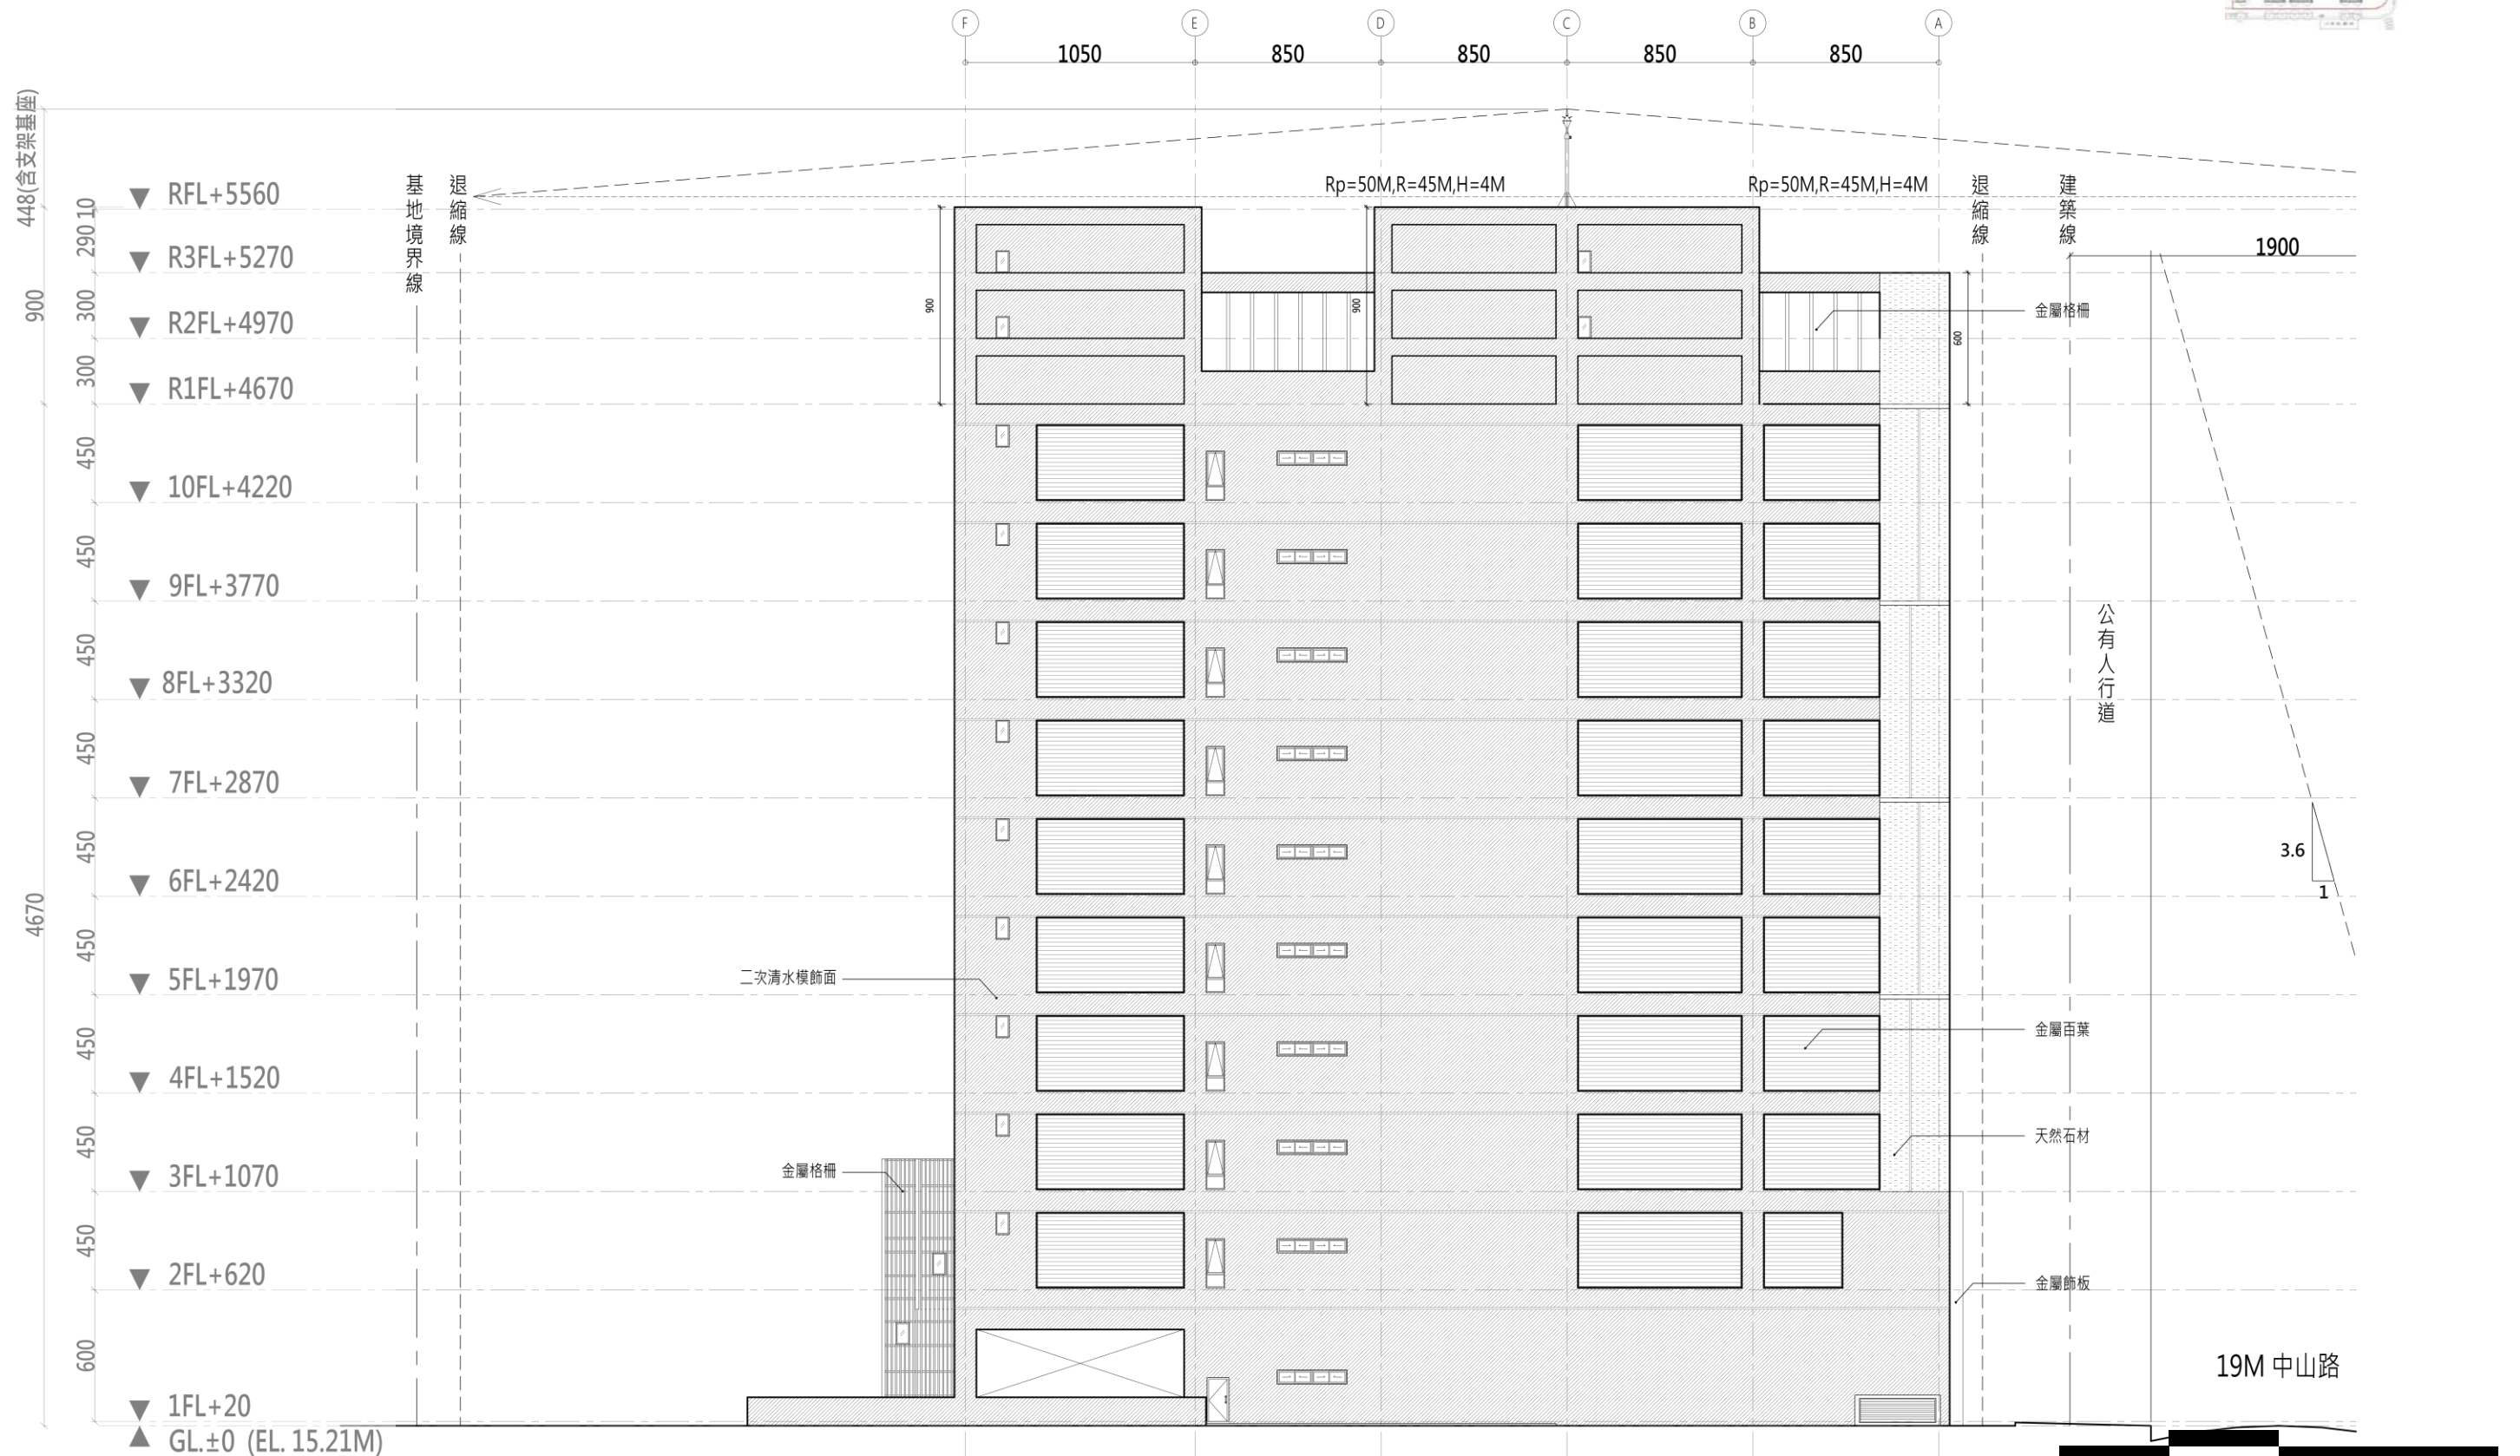 F
E
D
C
B
A
1050
850
850
850
850
448(含支架基座)
10
290
300
300
450
450
450
450
450
450
450
450
450
600
900
4670
RFL+5560
R3FL+5270
R2FL+4970
R1FL+4670
10FL+4220
9FL+3770
8FL+3320
7FL+2870
6FL+2420
5FL+1970
4FL+1520
3FL+1070
2FL+620
1FL+20
GL.±0 (EL. 15.21M)
基地境界線
退縮線
Rp=50M,R=45M,H=4M
Rp=50M,R=45M,H=4M
退縮線
建築線
1900
900
900
600
金屬格柵
公有人行道
3.6
1
二次清水模飾面
金屬百葉
天然石材
金屬格柵
金屬飾板
19M 中山路